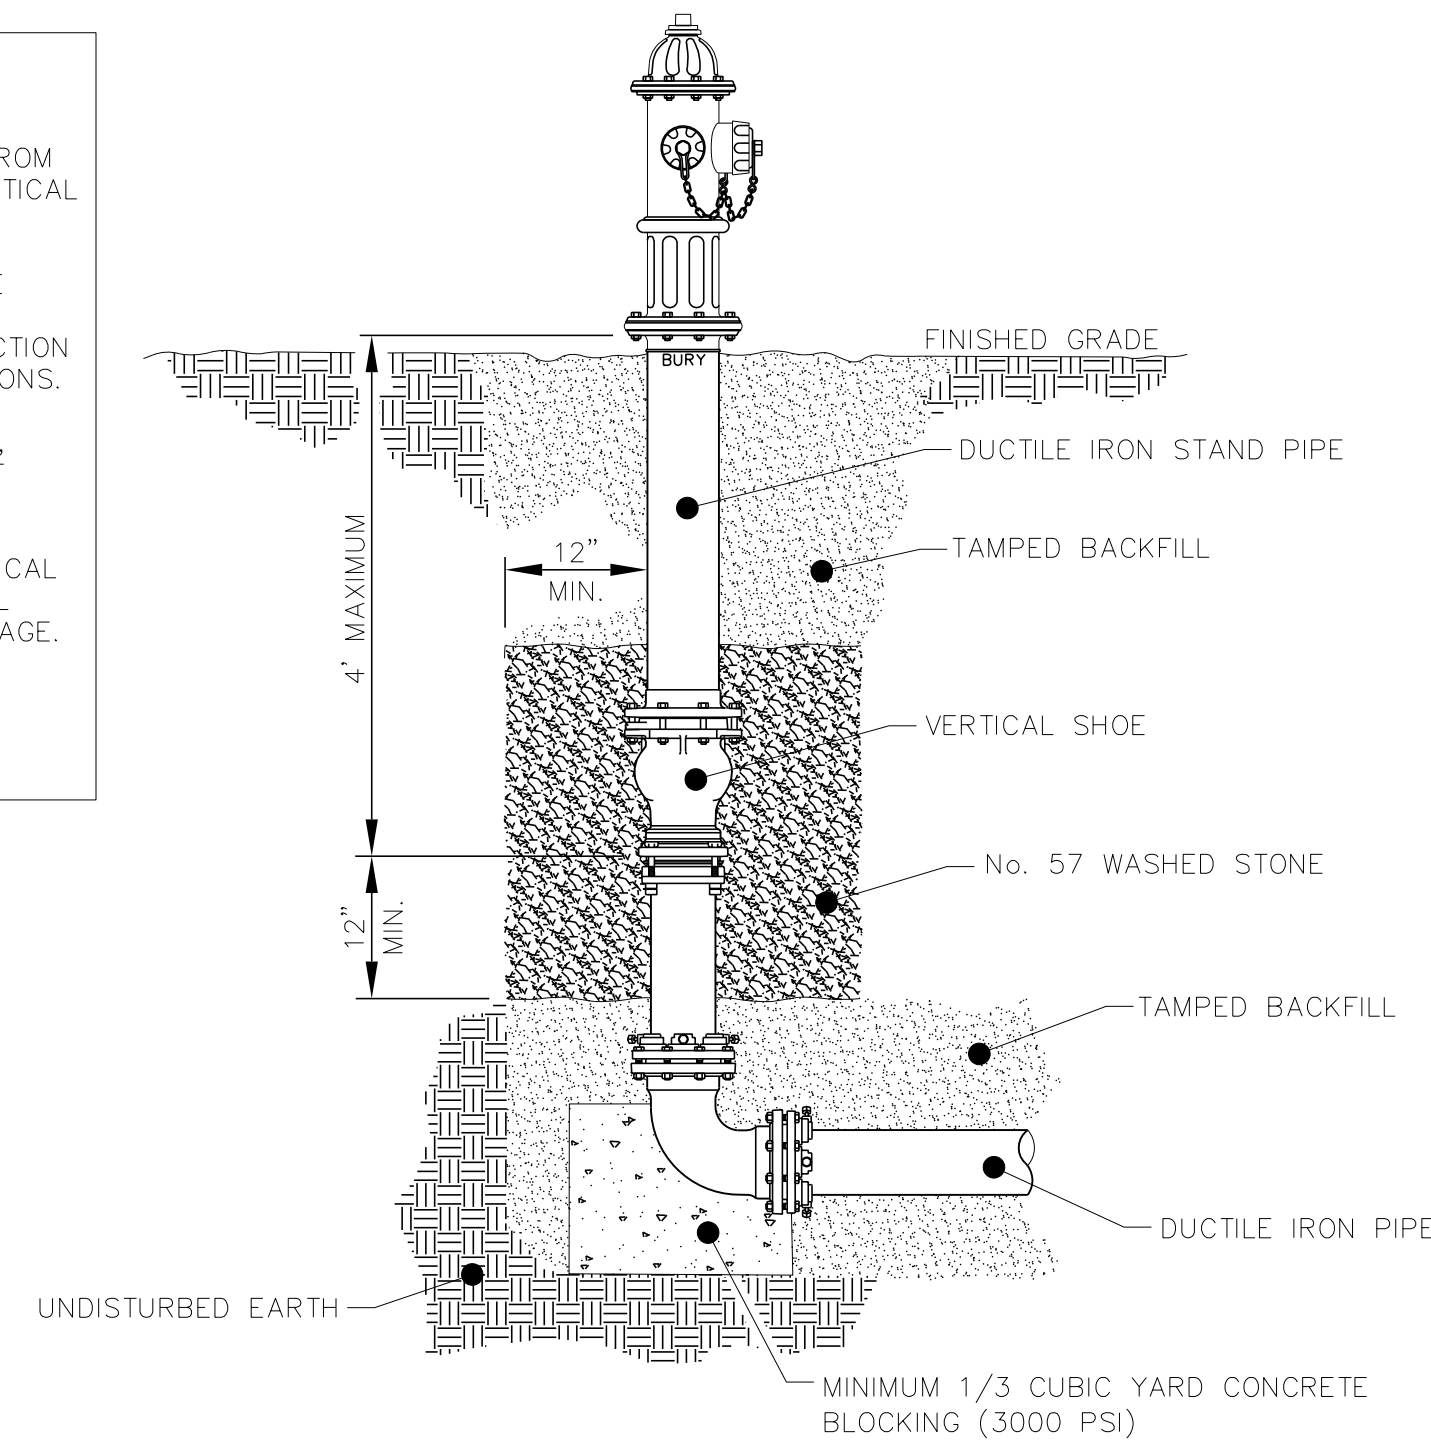 ROM
TICAL
CTION
ONS.
CAL
AGE.
FINISHED GRADE
BURY
DUCTILE IRON STAND PIPE
TAMPED BACKFILL
12”
MIN.
4’ MAXIMUM
VERTICAL SHOE
No. 57 WASHED STONE
12”
MIN.
TAMPED BACKFILL
DUCTILE IRON PIPE
UNDISTURBED EARTH
MINIMUM 1/3 CUBIC YARD CONCRETE
BLOCKING (3000 PSI)